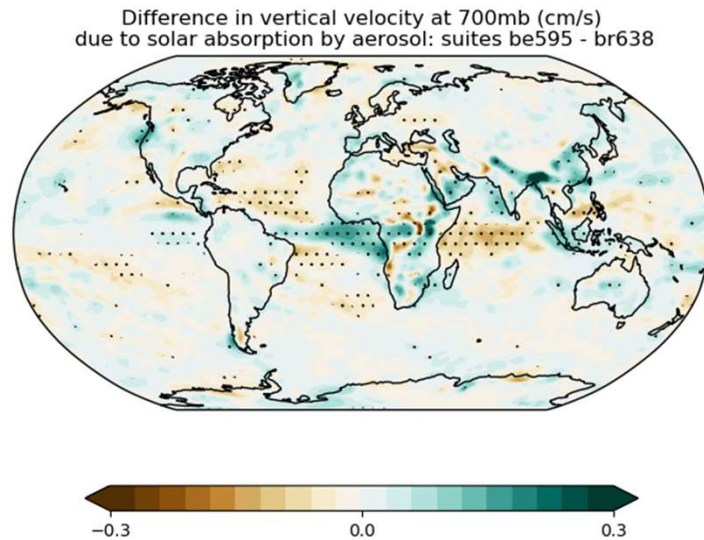 Difference in vertical velocity at 700mb (cm/s)
due to solar absorption by aerosol: suites be595 - br638
−0.3 0.0 0.3